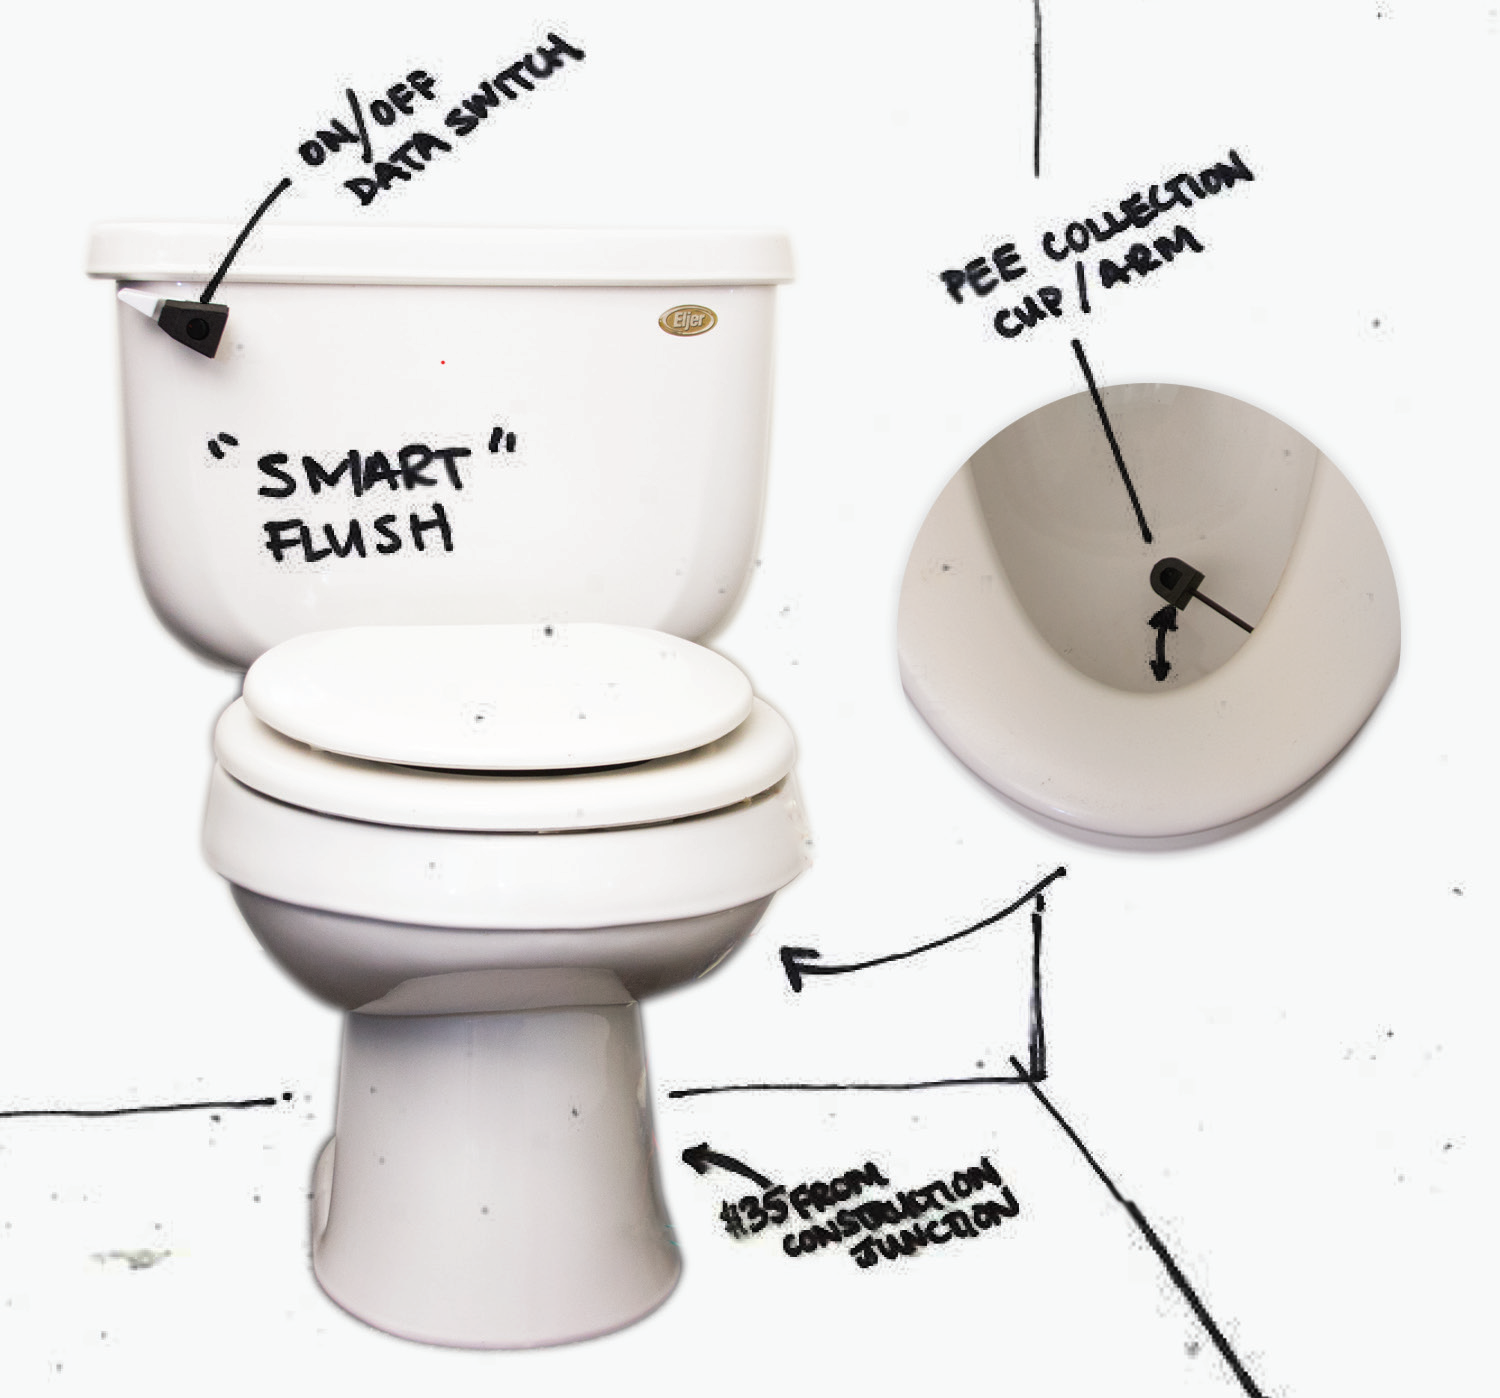 ON/OFF
DATA SWITCH
PEE COLLECTION
CUP/ARM
Eljer
"SMART"
FLUSH
#35 FROM
CONSTRUCTION
JUNCTION